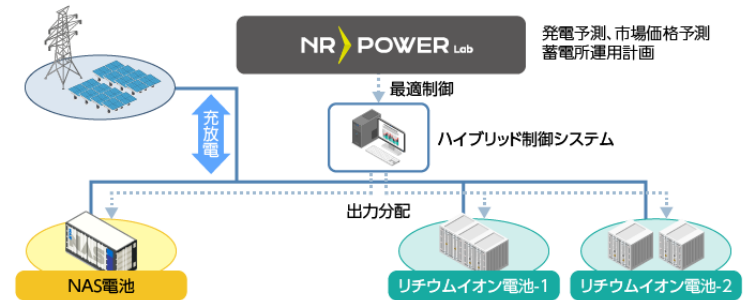 NR POWER Lab
発電予測、市場価格予測
蓄電所運用計画
最適制御
充放電
ハイブリッド制御システム
出力分配
NAS電池
リチウムイオン電池-1
リチウムイオン電池-2